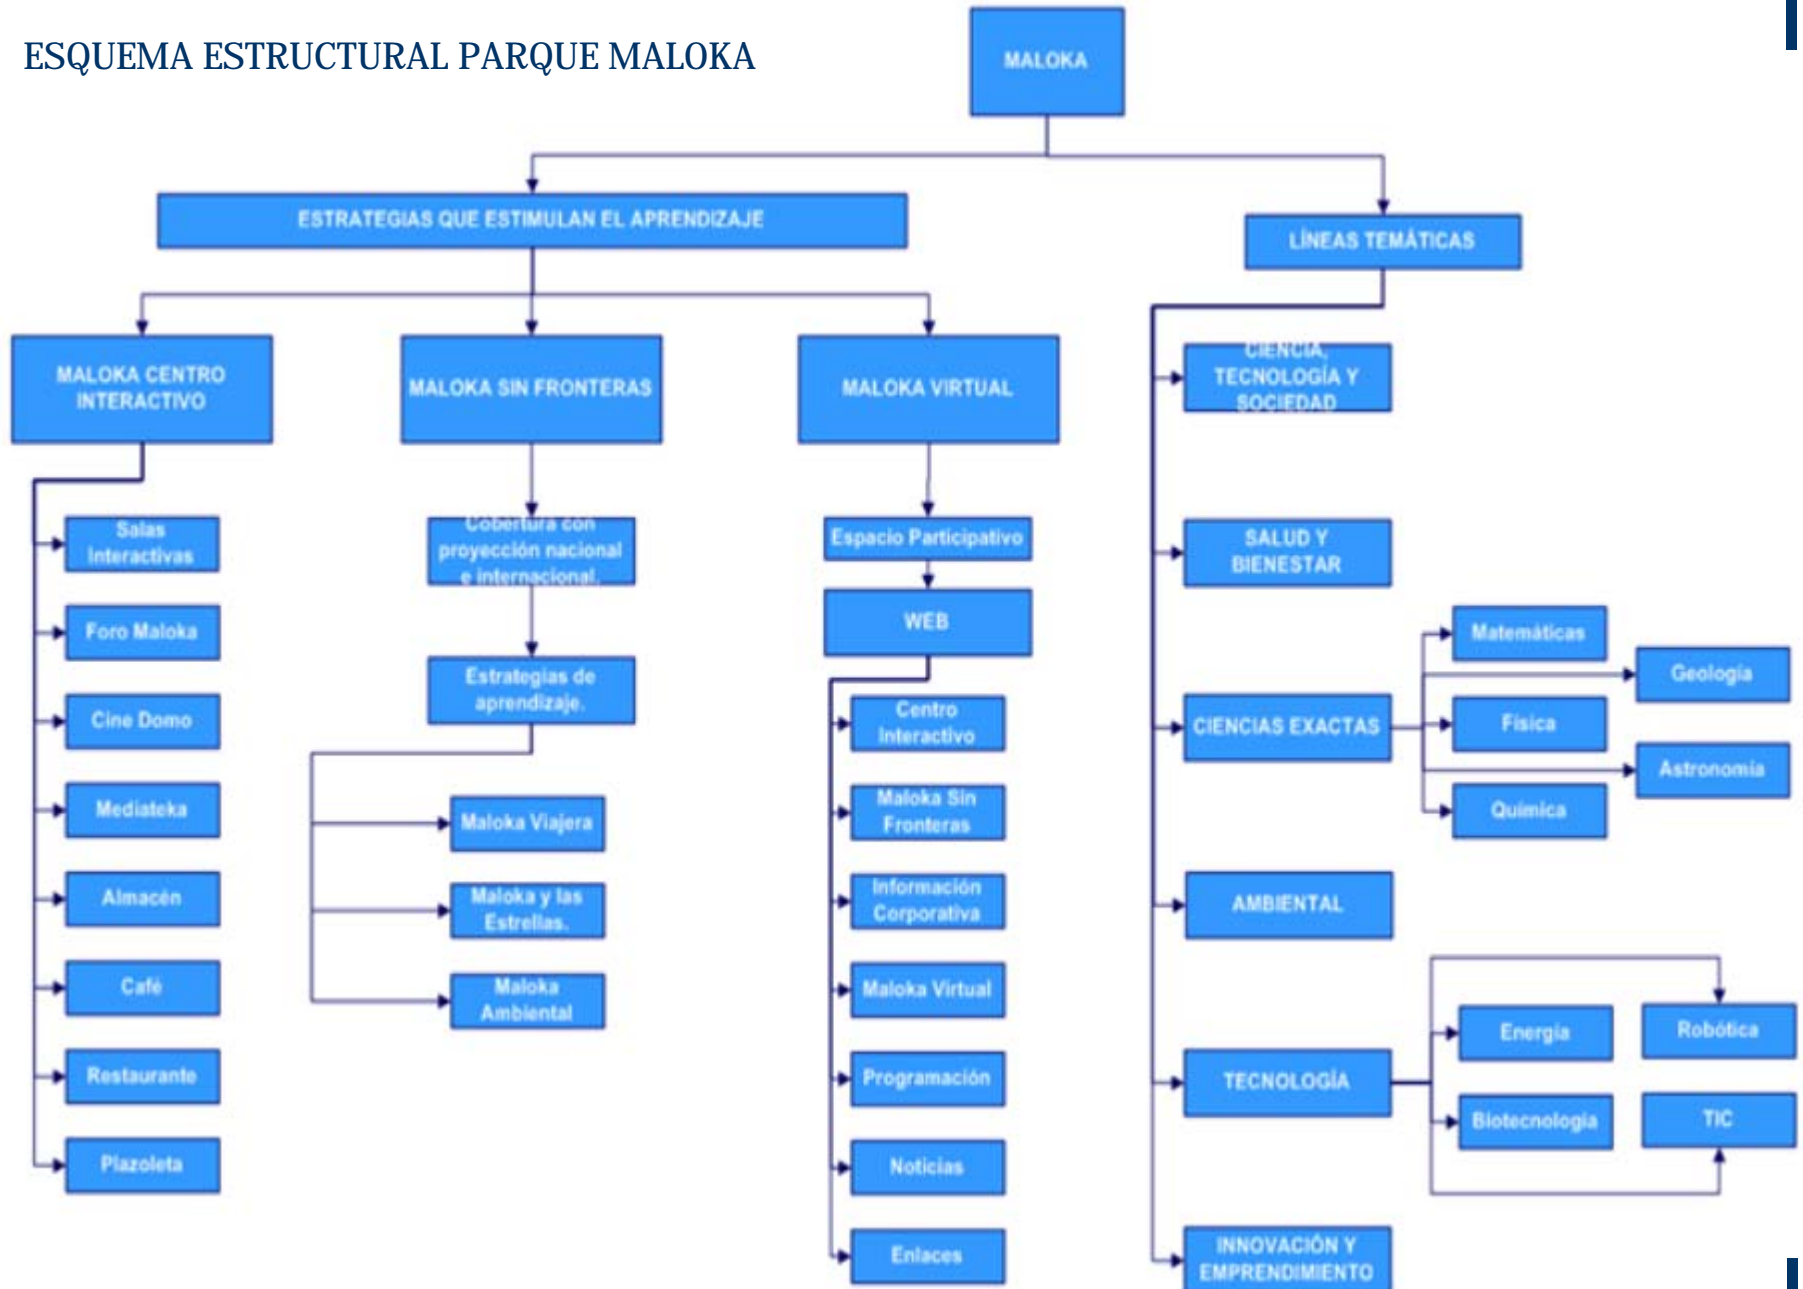 ESQUEMA ESTRUCTURAL PARQUE MALOKA
MALOKA
ESTRATEGIAS QUE ESTIMULAN EL APRENDIZAJE
LÍNEAS TEMÁTICAS
MALOKA CENTRO
INTERACTIVO
MALOKA SIN FRONTERAS
MALOKA VIRTUAL
Salas
Interactivas
Foro Maloka
Cine Domo
Mediateka
Almacén
Café
Restaurante
Plazoleta
Cobertura con
proyección nacional
e internacional.
Estrategias de
aprendizaje.
Maloka Viajera
Maloka y las
Estrellas.
Maloka
Ambiental
Espacio Participativo
WEB
Centro
Interactivo
Maloka Sin
Fronteras
Información
Corporativa
Maloka Virtual
Programación
Noticias
Enlaces
CIENCIA,
TECNOLOGÍA Y
SOCIEDAD
SALUD Y
BIENESTAR
CIENCIAS EXACTAS
Matemáticas
Geología
Física
Astronomía
Química
AMBIENTAL
TECNOLOGÍA
Energía
Robótica
Biotecnología
TIC
INNOVACIÓN Y
EMPRENDIMIENTO